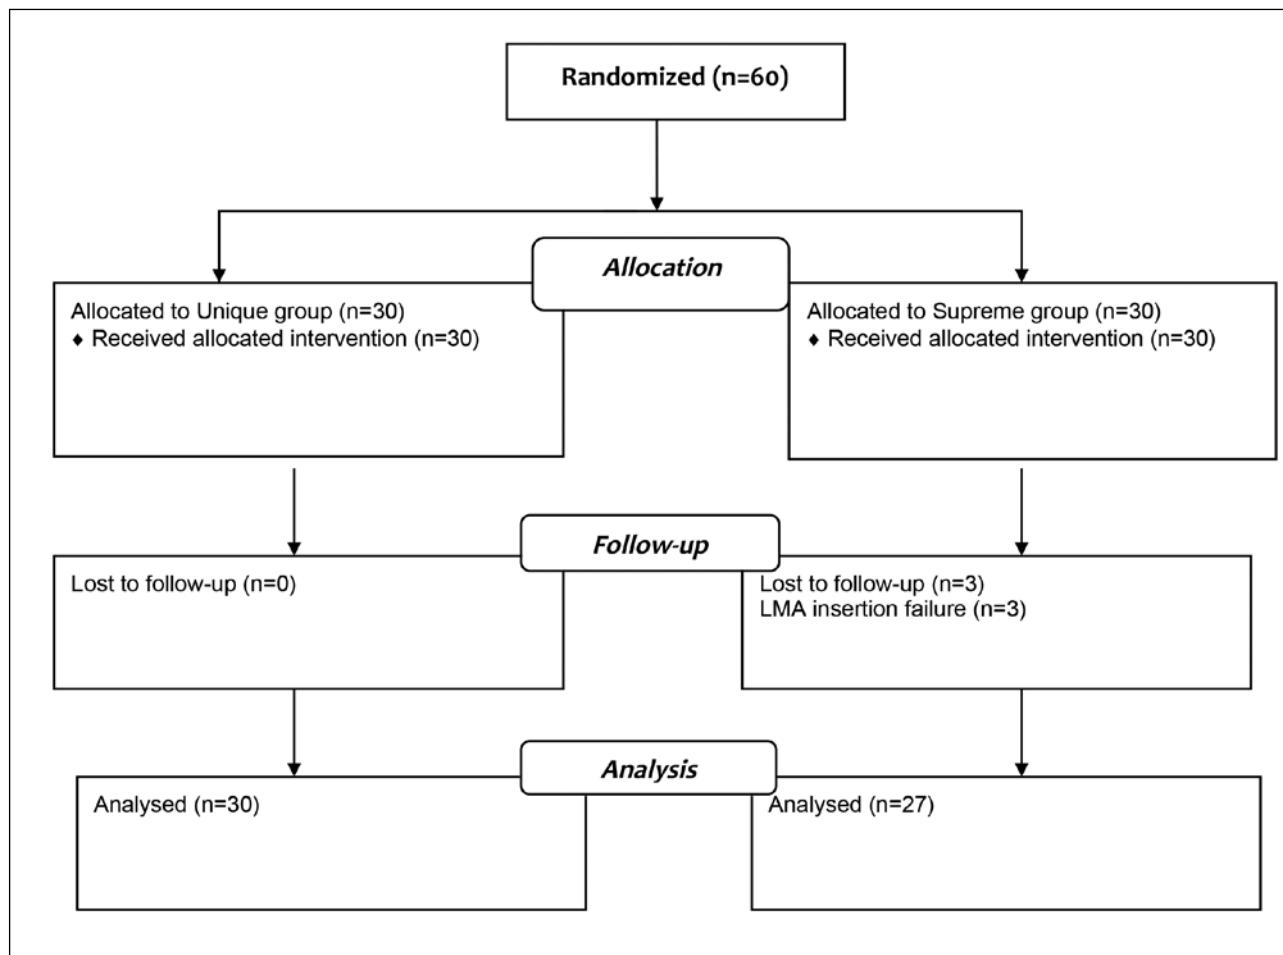 Randomized (n=60)
Allocation
Allocated to Unique group (n=30)
♦ Received allocated intervention (n=30)
Allocated to Supreme group (n=30)
♦ Received allocated intervention (n=30)
Follow-up
Lost to follow-up (n=0)
Lost to follow-up (n=3)
LMA insertion failure (n=3)
Analysis
Analysed (n=30)
Analysed (n=27)